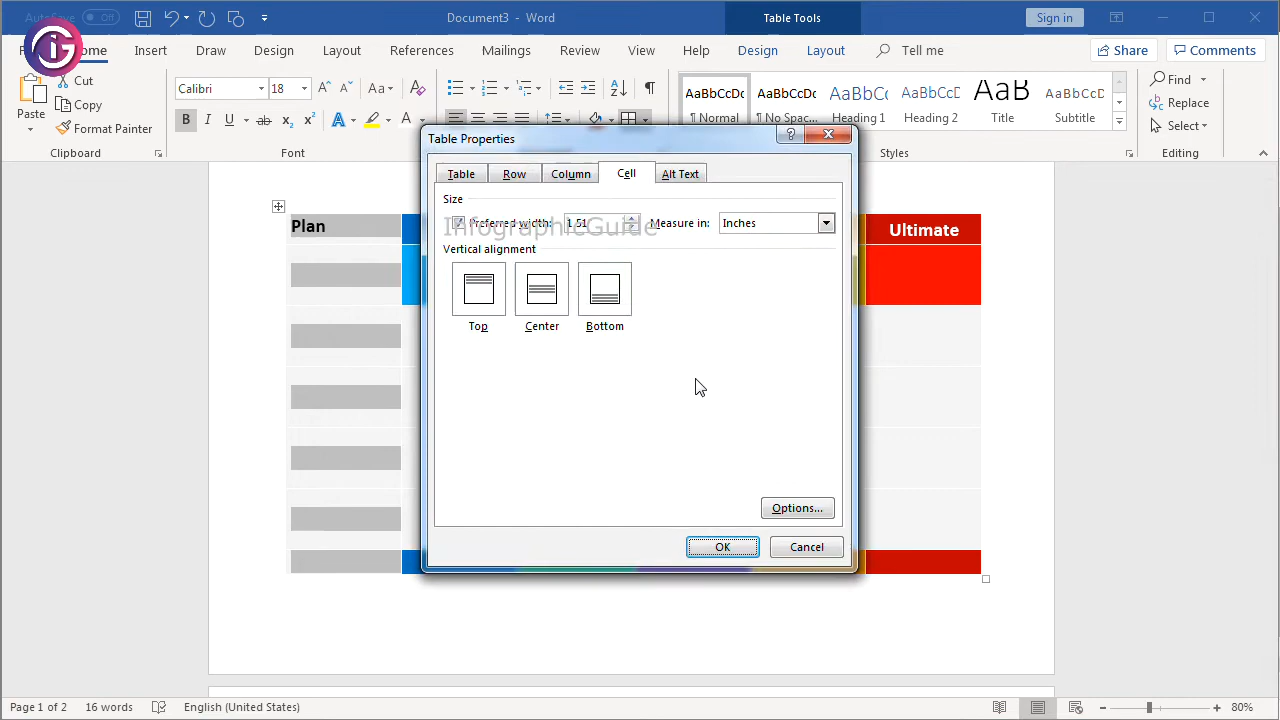 AutoSave Off
Document3 - Word
Table Tools
Sign in
Home
Insert
Draw
Design
Layout
References
Mailings
Review
View
Help
Design
Layout
Tell me
Share
Comments
Paste
Cut
Copy
Format Painter
Clipboard
Calibri
18
Font
AaBbCcDc
¶ Normal
AaBbCcDc
¶ No Spac...
AaBbCc
Heading 1
AaBbCcD
Heading 2
AaB
Title
AaBbCcD
Subtitle
Styles
Find
Replace
Select
Editing
Plan
Ultimate
Table Properties
Table
Row
Column
Cell
Alt Text
Size
Preferred width:
1.51"
Measure in:
Inches
InfographicGuide
Vertical alignment
Top
Center
Bottom
Options...
OK
Cancel
Page 1 of 2
16 words
English (United States)
80%